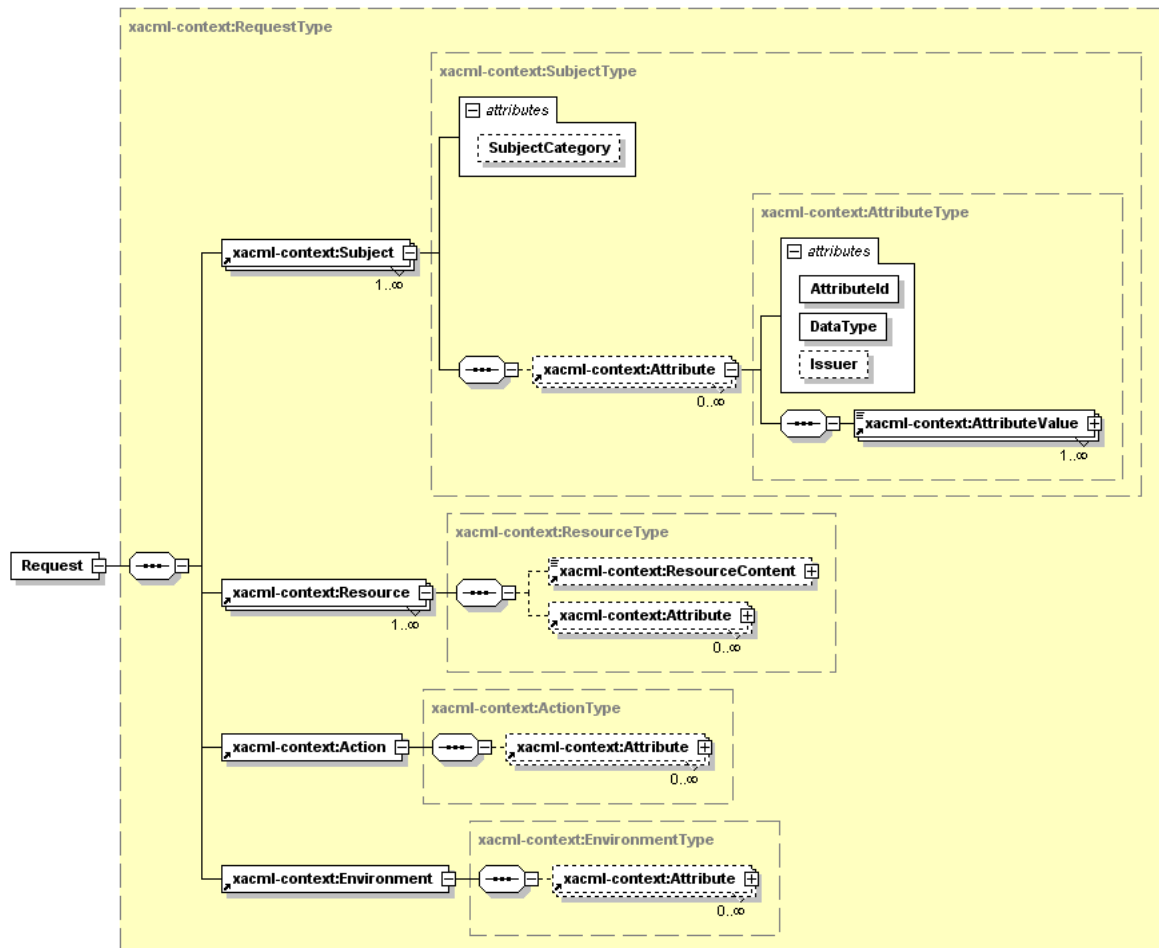 xacml-context:RequestType
xacml-context:SubjectType
attributes
SubjectCategory
xacml-context:AttributeType
attributes
AttributeId
DataType
Issuer
xacml-context:Subject
1..∞
xacml-context:Attribute
0..∞
xacml-context:AttributeValue
1..∞
xacml-context:ResourceType
Request
xacml-context:ResourceContent
xacml-context:Resource
1..∞
xacml-context:Attribute
0..∞
xacml-context:ActionType
xacml-context:Action
xacml-context:Attribute
0..∞
xacml-context:EnvironmentType
xacml-context:Environment
xacml-context:Attribute
0..∞